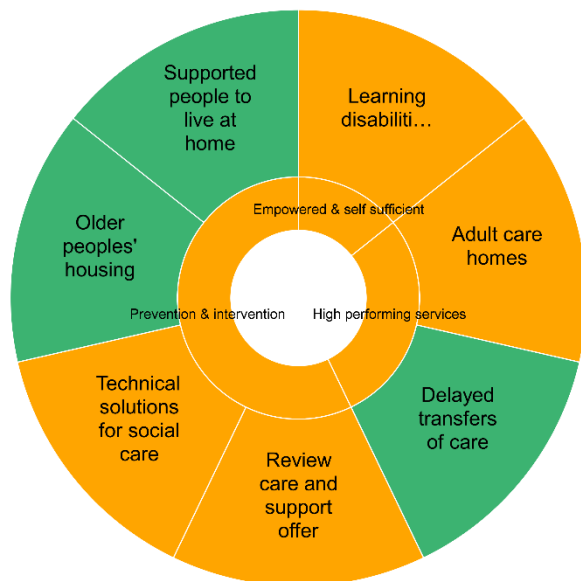 Supported
people to
live at
home
Learning
disabiliti…
Older
peoples'
housing
Empowered & self sufficient
Adult care
homes
Prevention & intervention
High performing services
Technical
solutions
for social
care
Review
care and
support
offer
Delayed
transfers
of care